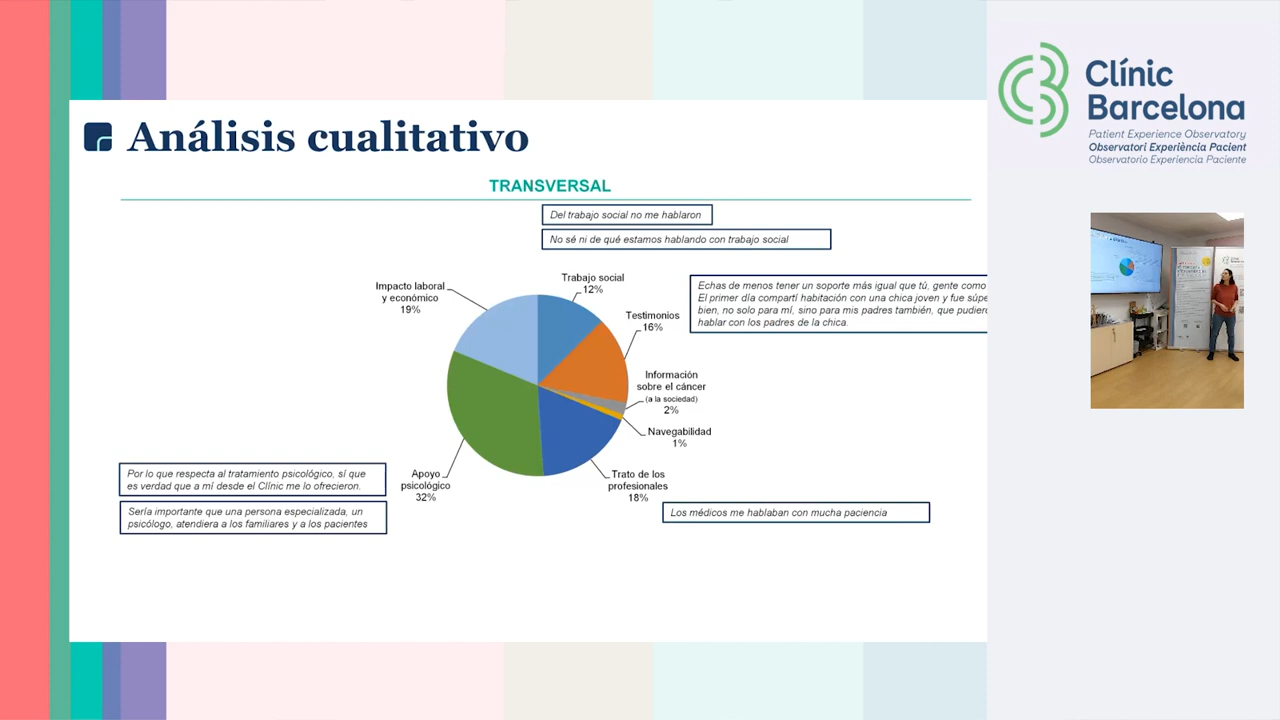 Análisis cualitativo
TRANSVERSAL
Del trabajo social no me hablaron
No sé ni de qué estamos hablando con trabajo social
Impacto laboral
y económico
19%
Trabajo social
12%
Testimonios
16%
Echas de menos tener un soporte más igual que tú, gente como
El primer día compartí habitación con una chica joven y fue súpe
bien, no solo para mí, sino para mis padres también, que pudiero
hablar con los padres de la chica.
Información
sobre el cáncer
(a la sociedad)
2%
Navegabilidad
1%
Por lo que respecta al tratamiento psicológico, sí que
es verdad que a mí desde el Clínic me lo ofrecieron.
Apoyo
psicológico
32%
Trato de los
profesionales
18%
Sería importante que una persona especializada, un
psicólogo, atendiera a los familiares y a los pacientes
Los médicos me hablaban con mucha paciencia
Clínic
Barcelona
Patient Experience Observatory
Observatori Experiència Pacient
Observatorio Experiencia Paciente